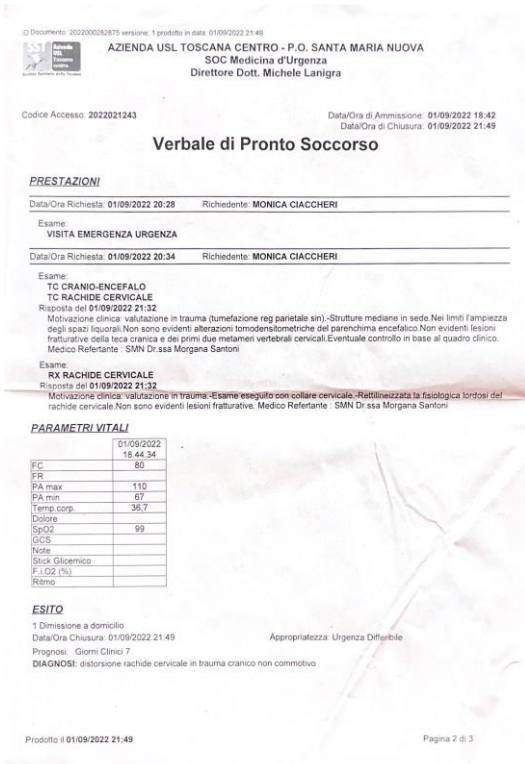 ID Documento: 2022000282875 versione: 1 prodotto in data: 01/09/2022 21:49
SST
Azienda
USL
Toscana
centro
Servizio Sanitario della Toscana
AZIENDA USL TOSCANA CENTRO - P.O. SANTA MARIA NUOVA
SOC Medicina d'Urgenza
Direttore Dott. Michele Lanigra
Codice Accesso: 2022021243
Data/Ora di Ammissione: 01/09/2022 18:42
Data/Ora di Chiusura: 01/09/2022 21:49
Verbale di Pronto Soccorso
PRESTAZIONI
Data/Ora Richiesta: 01/09/2022 20:28 Richiedente: MONICA CIACCHERI
Esame:
VISITA EMERGENZA URGENZA
Data/Ora Richiesta: 01/09/2022 20:34 Richiedente: MONICA CIACCHERI
Esame:
TC CRANIO-ENCEFALO
TC RACHIDE CERVICALE
Risposta del 01/09/2022 21:32
Motivazione clinica: valutazione in trauma (tumefazione reg parietale sin).-Strutture mediane in sede.Nei limiti l'ampiezza
degli spazi liquorali.Non sono evidenti alterazioni tomodensitometriche del parenchima encefalico.Non evidenti lesioni
fratturative della teca cranica e dei primi due metameri vertebrali cervicali.Eventuale controllo in base al quadro clinico.
Medico Refertante : SMN Dr.ssa Morgana Santoni
Esame:
RX RACHIDE CERVICALE
Risposta del 01/09/2022 21:32
Motivazione clinica: valutazione in trauma.-Esame eseguito con collare cervicale.-Rettilineizzata la fisiologica lordosi del
rachide cervicale.Non sono evidenti lesioni fratturative. Medico Refertante : SMN Dr.ssa Morgana Santoni
PARAMETRI VITALI
01/09/2022
18.44.34
FC 80
FR
PA max 110
PA min 67
Temp.corp. 36,7
Dolore
SpO2 99
GCS
Note
Stick Glicemico
F.i.O2 (%)
Ritmo
ESITO
1 Dimissione a domicilio
Data/Ora Chiusura: 01/09/2022 21:49 Appropriatezza: Urgenza Differibile
Prognosi: Giorni Clinici 7
DIAGNOSI: distorsione rachide cervicale in trauma cranico non commotivo
Prodotto il 01/09/2022 21:49 Pagina 2 di 3